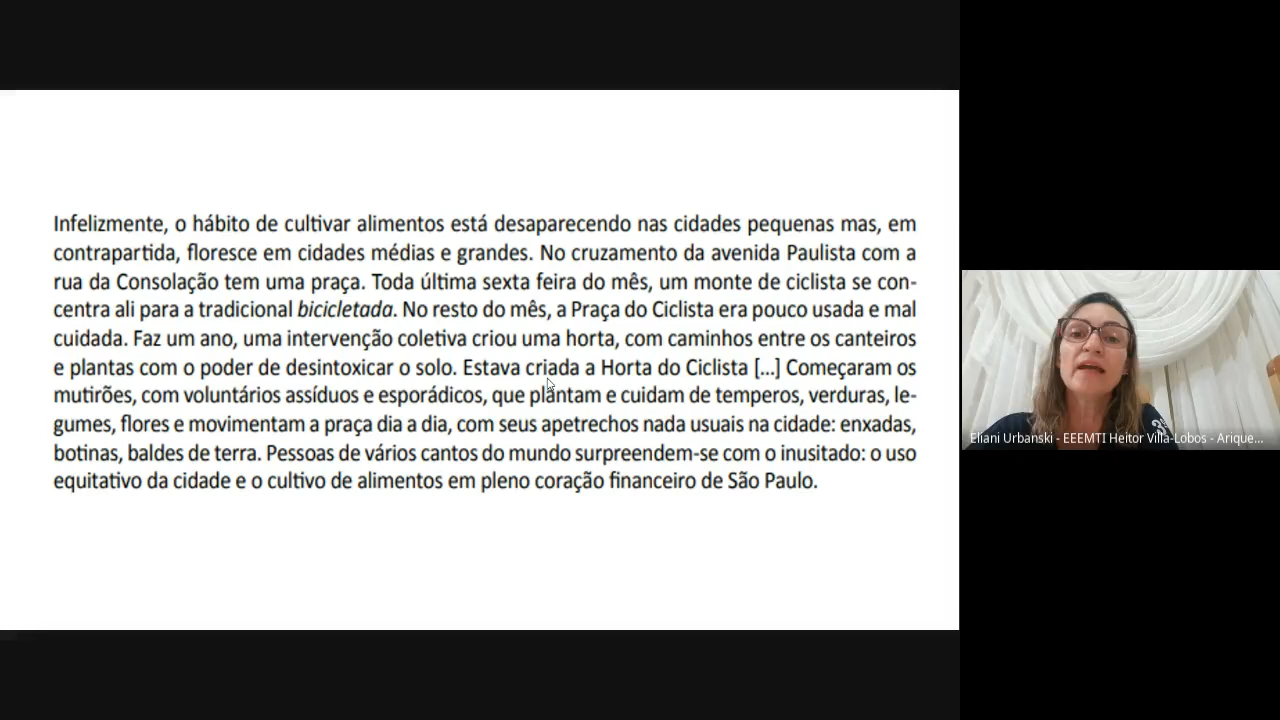 Infelizmente, o hábito de cultivar alimentos está desaparecendo nas cidades pequenas mas, em
contrapartida, floresce em cidades médias e grandes. No cruzamento da avenida Paulista com a
rua da Consolação tem uma praça. Toda última sexta feira do mês, um monte de ciclista se con-
centra ali para a tradicional bicicletada. No resto do mês, a Praça do Ciclista era pouco usada e mal
cuidada. Faz um ano, uma intervenção coletiva criou uma horta, com caminhos entre os canteiros
e plantas com o poder de desintoxicar o solo. Estava criada a Horta do Ciclista [...] Começaram os
mutirões, com voluntários assíduos e esporádicos, que plantam e cuidam de temperos, verduras, le-
gumes, flores e movimentam a praça dia a dia, com seus apetrechos nada usuais na cidade: enxadas,
botinas, baldes de terra. Pessoas de vários cantos do mundo surpreendem-se com o inusitado: o uso
equitativo da cidade e o cultivo de alimentos em pleno coração financeiro de São Paulo.
Eliani Urbanski - EEEMTI Heitor Villa-Lobos - Arique...